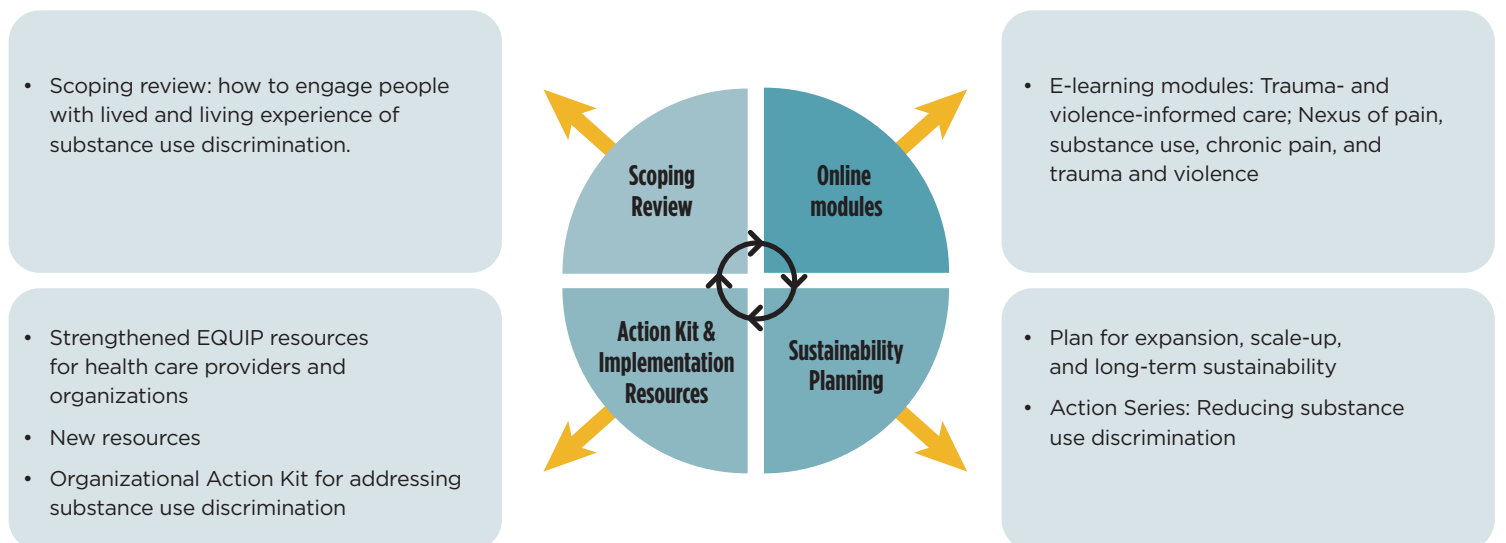 • Scoping review: how to engage people
with lived and living experience of
substance use discrimination.
• Strengthened EQUIP resources
for health care providers and
organizations
• New resources
• Organizational Action Kit for addressing
substance use discrimination
Scoping
Review
Online
modules
Action Kit &
Implementation
Resources
Sustainability
Planning
• E-learning modules: Trauma- and
violence-informed care; Nexus of pain,
substance use, chronic pain, and
trauma and violence
• Plan for expansion, scale-up,
and long-term sustainability
• Action Series: Reducing substance
use discrimination